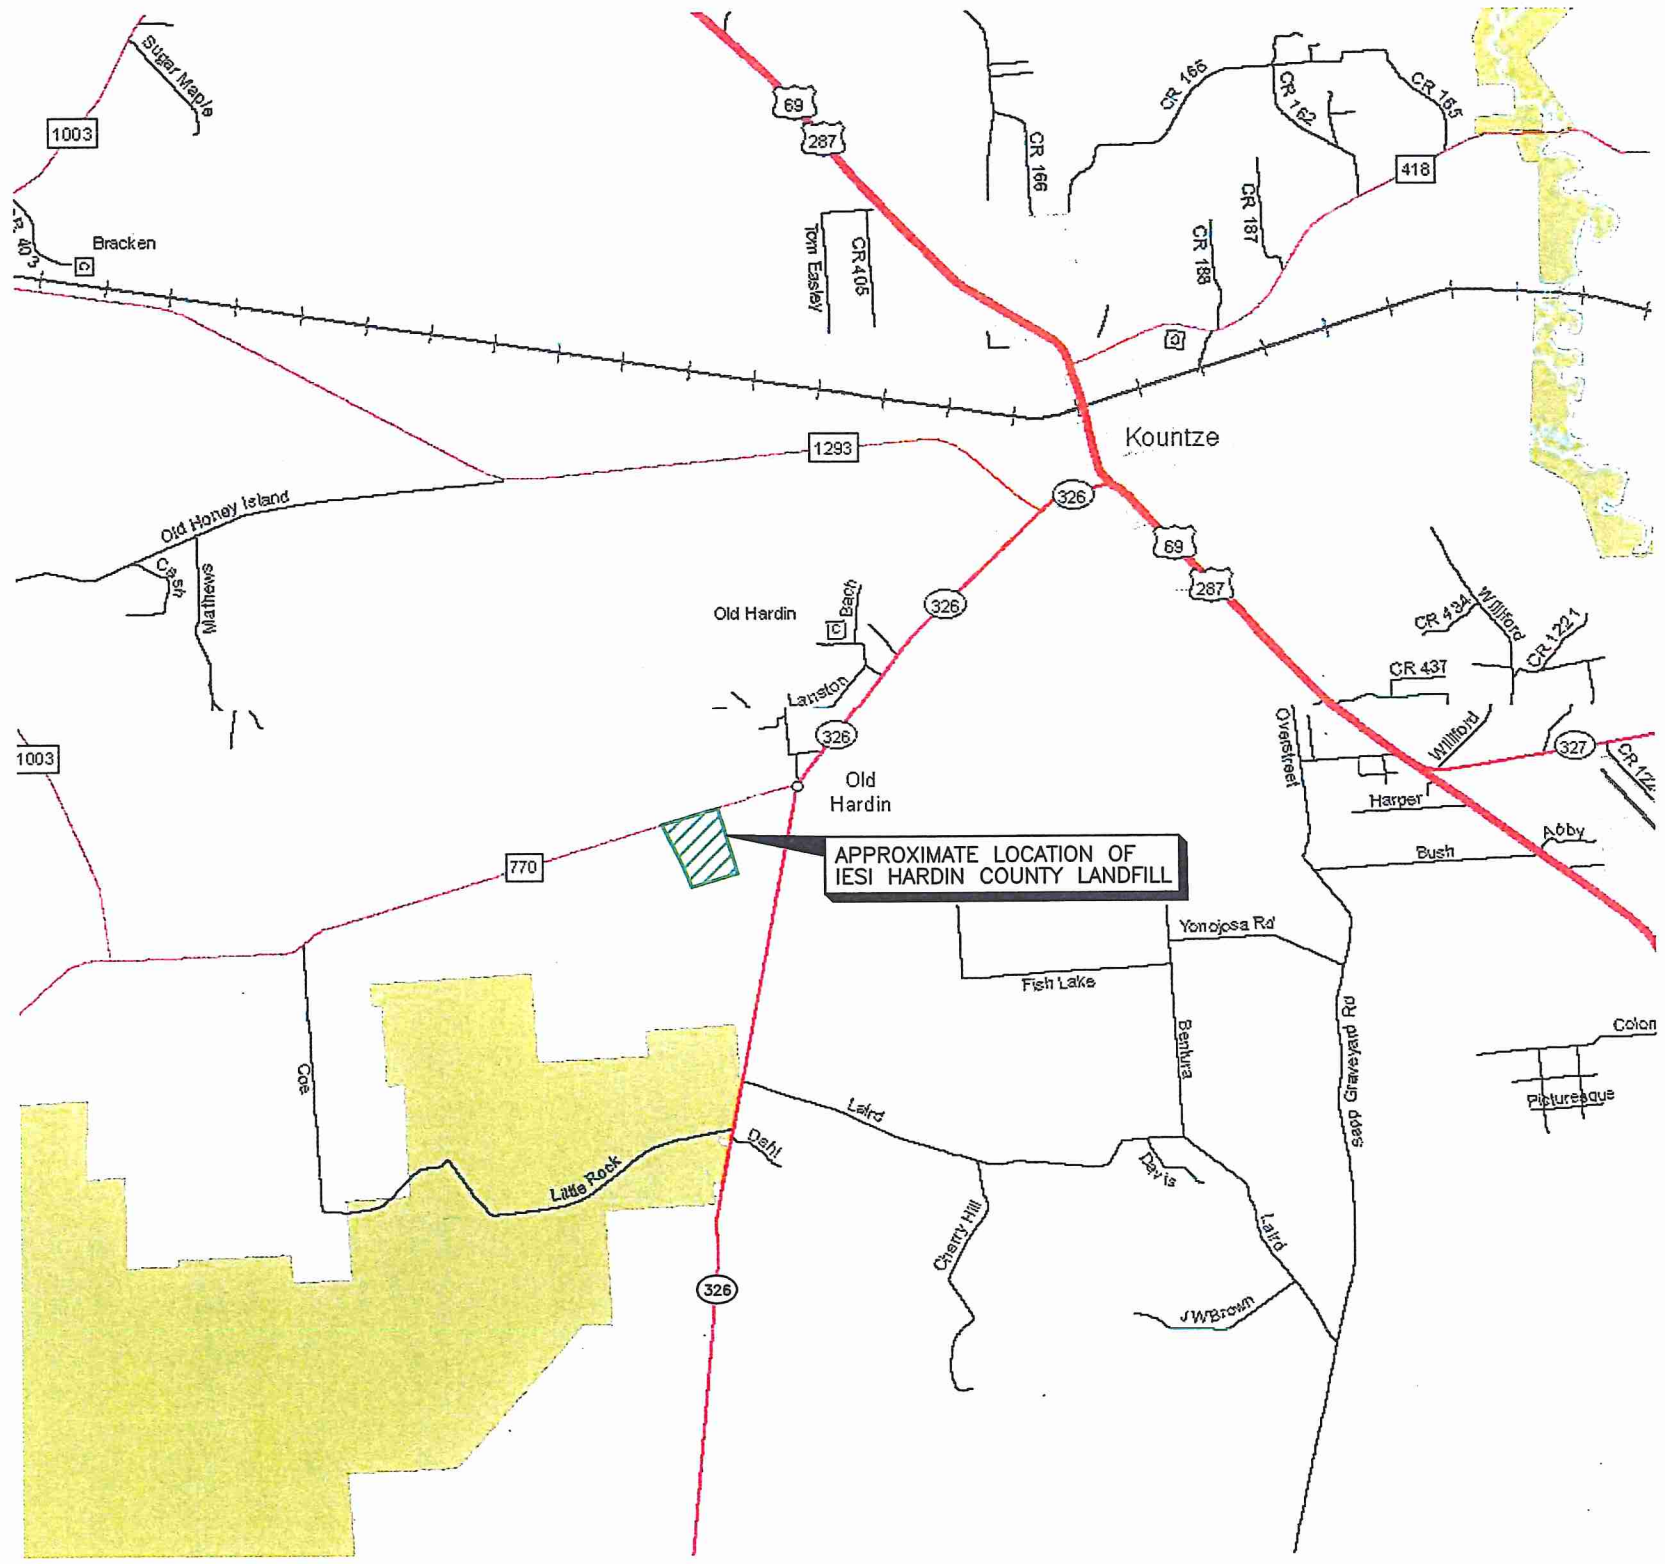 Sugar Maple
1003
69
287
CR 166
CR 162
CR 155
CR 166
418
CR 187
CR 188
Bracken
C
Tom Easley
CR 405
Kountze
1293
326
Old Honey Island
Cash
Mathews
69
287
326
Old Hardin
C
Bach
Lanston
326
Williford
CR 434
CR 1221
CR 437
Overstreet
Williford
327
1003
Old
Hardin
Harper
Abby
Bush
770
APPROXIMATE LOCATION OF
IESI HARDIN COUNTY LANDFILL
Yonojosa Rd
Fish Lake
Coe
Bentura
Sapp Graveyard Rd
Colon
Picturesque
Laird
Dahl
Little Rock
Davis
Cherry Hill
Laird
JWBrown
326